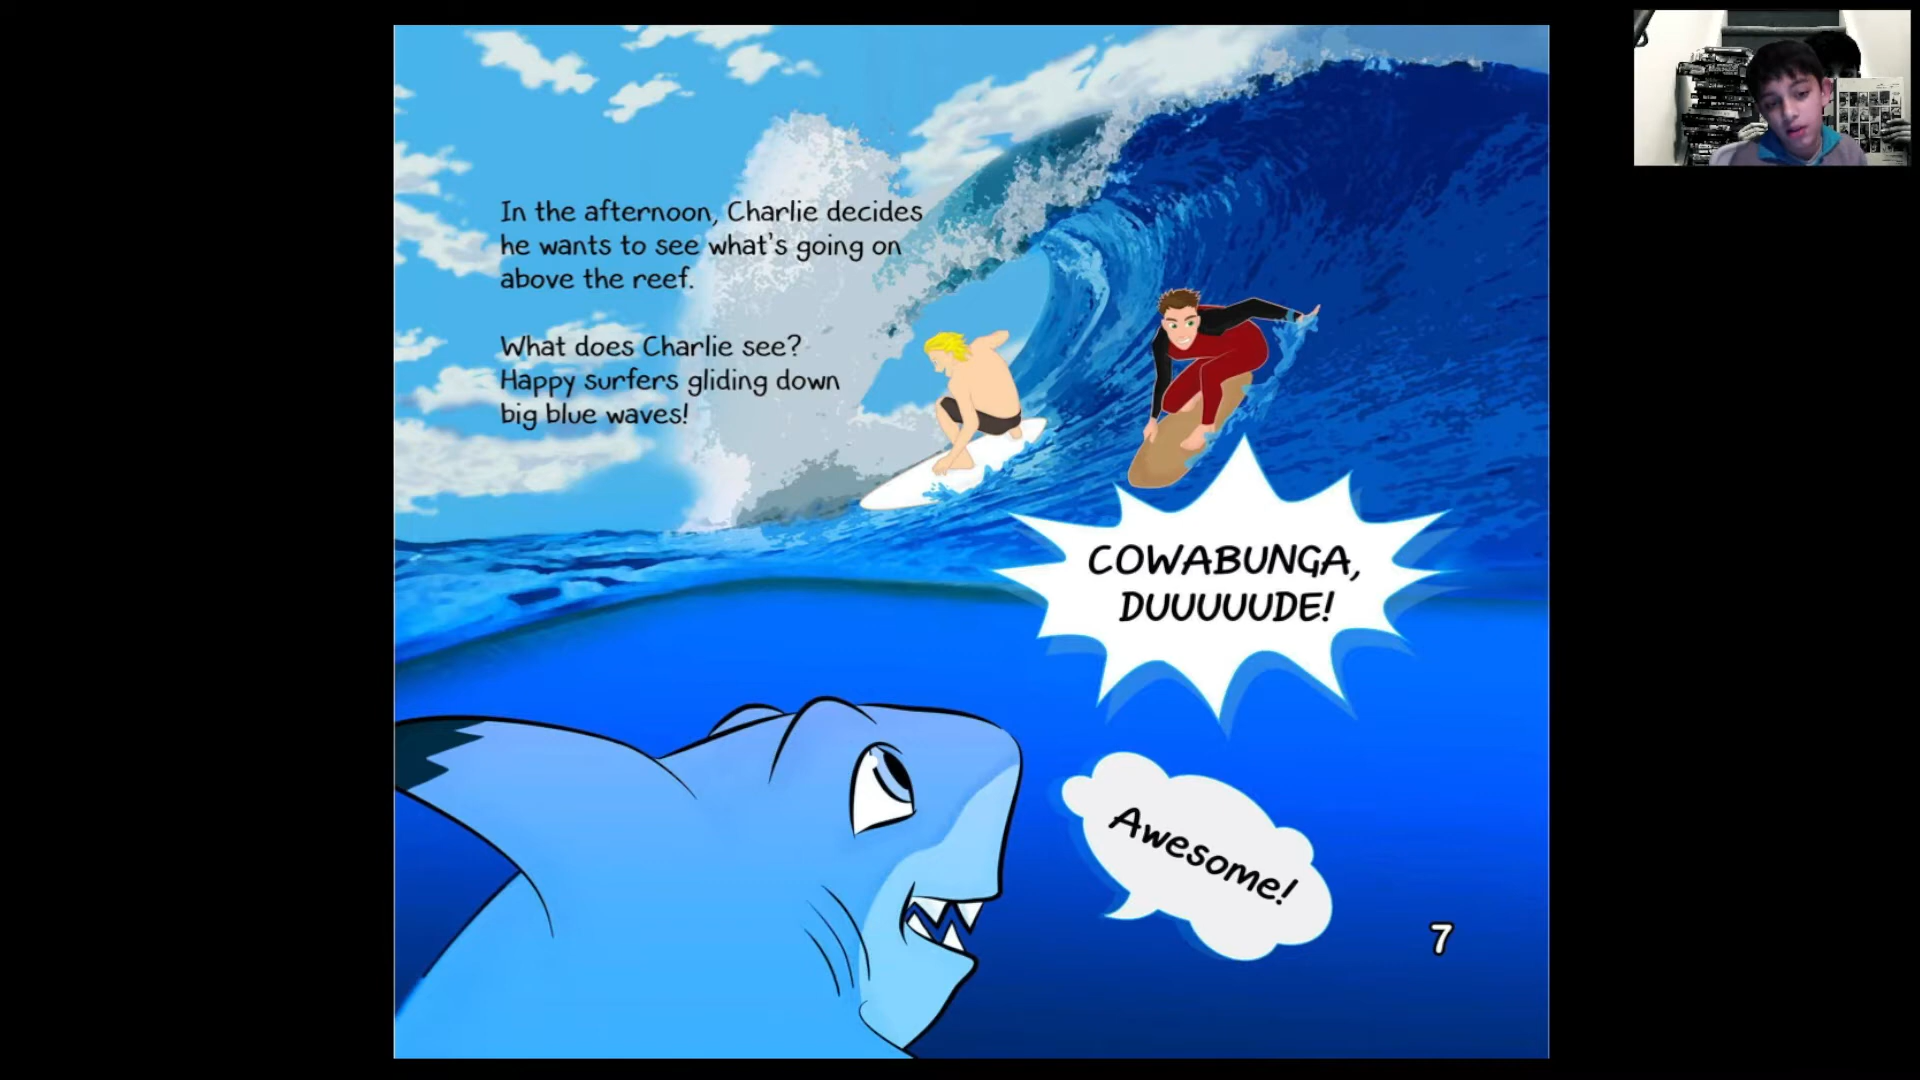 In the afternoon, Charlie decides
he wants to see what's going on
above the reef.
What does Charlie see?
Happy surfers gliding down
big blue waves!
COWABUNGA,
DUUUUUDE!
Awesome!
7